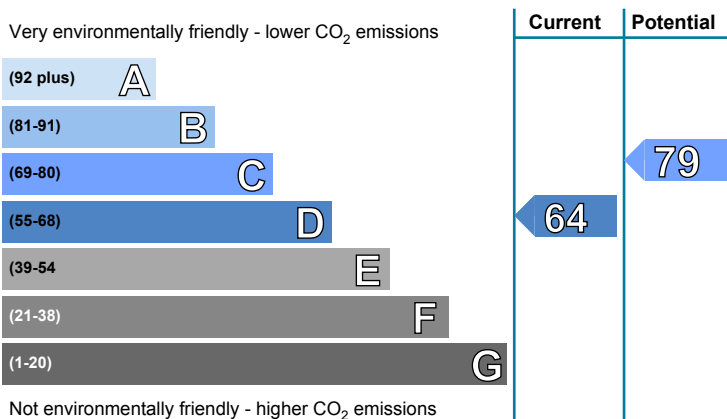 Very environmentally friendly - lower CO2 emissions
Current
Potential
(92 plus) A
(81-91) B
(69-80) C
79
(55-68) D
64
(39-54 E
(21-38) F
(1-20) G
Not environmentally friendly - higher CO2 emissions